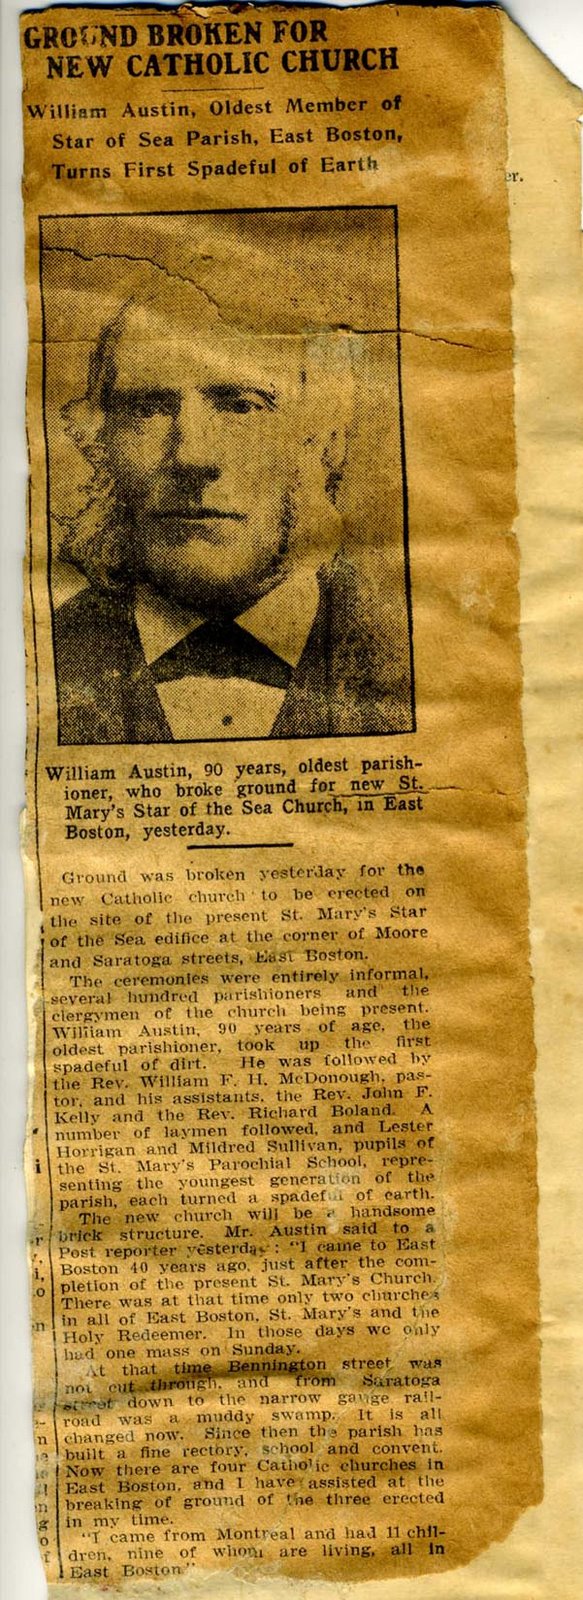 GROUND BROKEN FOR
NEW CATHOLIC CHURCH
William Austin, Oldest Member of
Star of Sea Parish, East Boston,
Turns First Spadeful of Earth
er.
William Austin, 90 years, oldest parish-
ioner, who broke ground for new St.
Mary's Star of the Sea Church, in East
Boston, yesterday.
Ground was broken yesterday for the
new Catholic church to be erected on
the site of the present St. Mary's Star
of the Sea edifice at the corner of Moore
and Saratoga streets, East Boston.
The ceremonies were entirely informal,
several hundred parishioners and the
clergymen of the church being present.
William Austin, 90 years of age, the
oldest parishioner, took up the first
spadeful of dirt. He was followed by
the Rev. William F. H. McDonough, pas-
tor, and his assistants, the Rev. John F.
Kelly and the Rev. Richard Boland. A
number of laymen followed, and Lester
Horrigan and Mildred Sullivan, pupils of
the St. Mary's Parochial School, repre-
senting the youngest generation of the
parish, each turned a spadeful of earth.
The new church will be a handsome
brick structure. Mr. Austin said to a
Post reporter yesterday: "I came to East
Boston 40 years ago, just after the com-
pletion of the present St. Mary's Church.
There was at that time only two churches
in all of East Boston, St. Mary's and the
Holy Redeemer. In those days we only
had one mass on Sunday.
At that time Bennington street was
not cut through, and from Saratoga
street down to the narrow gauge rail-
road was a muddy swamp. It is all
changed now. Since then the parish has
built a fine rectory, school and convent.
Now there are four Catholic churches in
East Boston, and I have assisted at the
breaking of ground of the three erected
in my time.
"I came from Montreal and had 11 chil-
dren, nine of whom are living, all in
East Boston"